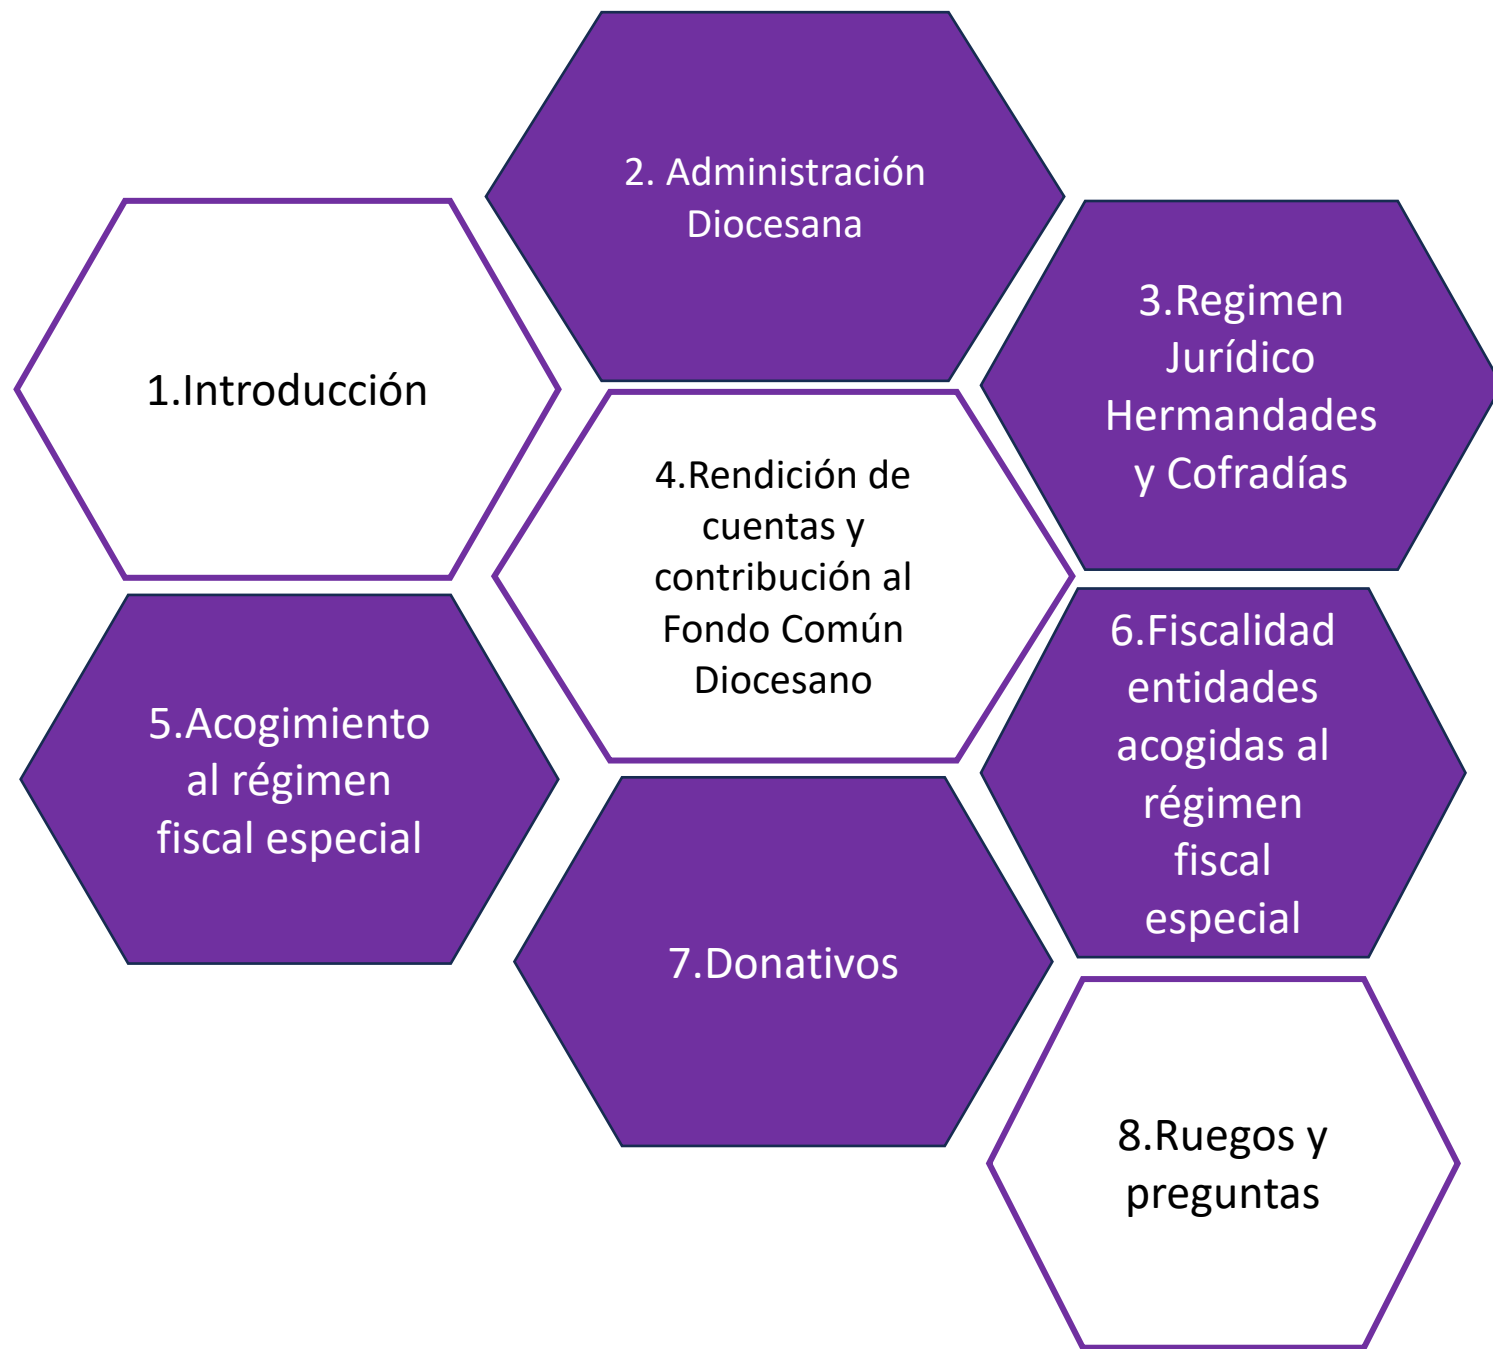 1.Introducción
2. Administración
Diocesana
3.Regimen
Jurídico
Hermandades
y Cofradías
4.Rendición de
cuentas y
contribución al
Fondo Común
Diocesano
5.Acogimiento
al régimen
fiscal especial
6.Fiscalidad
entidades
acogidas al
régimen
fiscal
especial
7.Donativos
8.Ruegos y
preguntas